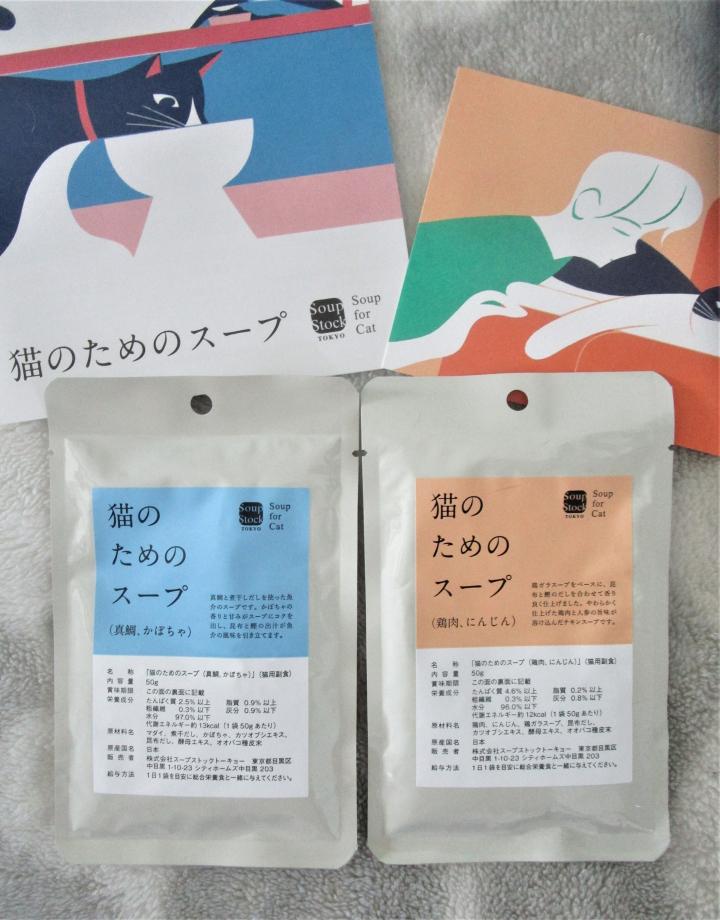 猫のためのスープ
Soup
Stock
TOKYO
Soup
for
Cat
猫の
ための
スープ
(真鯛、かぼちゃ)
Soup
Stock
TOKYO
Soup
for
Cat
真鯛と煮干しだしを使った魚
介のスープです。かぼちゃの
香りと甘みがスープにコクを
出し、昆布と鰹の出汁が魚
介の風味を引き立てます。
名 称 「猫のためのスープ（真鯛、かぼちゃ）」（猫用副食）
内容量 50g
賞味期限 この面の裏面に記載
栄養成分 たんぱく質 2.5% 以上 脂質 0.9% 以上
粗繊維 0.3% 以下 灰分 0.9% 以下
水分 97.0% 以下
代謝エネルギー約 13kcal（1 袋 50g あたり）
原材料名 マダイ、煮干だし、かぼちゃ、カツオブシエキス、
昆布だし、酵母エキス、オオバコ種皮末
原産国名 日本
販売者 株式会社スープストックトーキョー 東京都目黒区
中目黒 1-10-23 シティホームズ中目黒 203
給与方法 1日1袋を目安に総合栄養食と一緒に与えてください。
猫の
ための
スープ
(鶏肉、にんじん)
Soup
Stock
TOKYO
Soup
for
Cat
鶏ガラスープをベースに、昆
布と鰹のだしを合わせて香り
良く仕上げました。やわらかく
仕上げた鶏肉と人参の旨味が
溶け込んだチキンスープです。
名 称 「猫のためのスープ（鶏肉、にんじん）」（猫用副食）
内容量 50g
賞味期限 この面の裏面に記載
栄養成分 たんぱく質 4.6% 以上 脂質 0.2% 以上
粗繊維 0.3% 以下 灰分 0.8% 以下
水分 96.0% 以下
代謝エネルギー約 12kcal（1 袋 50g あたり）
原材料名 鶏肉、にんじん、鶏ガラスープ、昆布だし、
カツオブシエキス、酵母エキス、オオバコ種皮末
原産国名 日本
販売者 株式会社スープストックトーキョー 東京都目黒区
中目黒 1-10-23 シティホームズ中目黒 203
給与方法 1日1袋を目安に総合栄養食と一緒に与えてください。